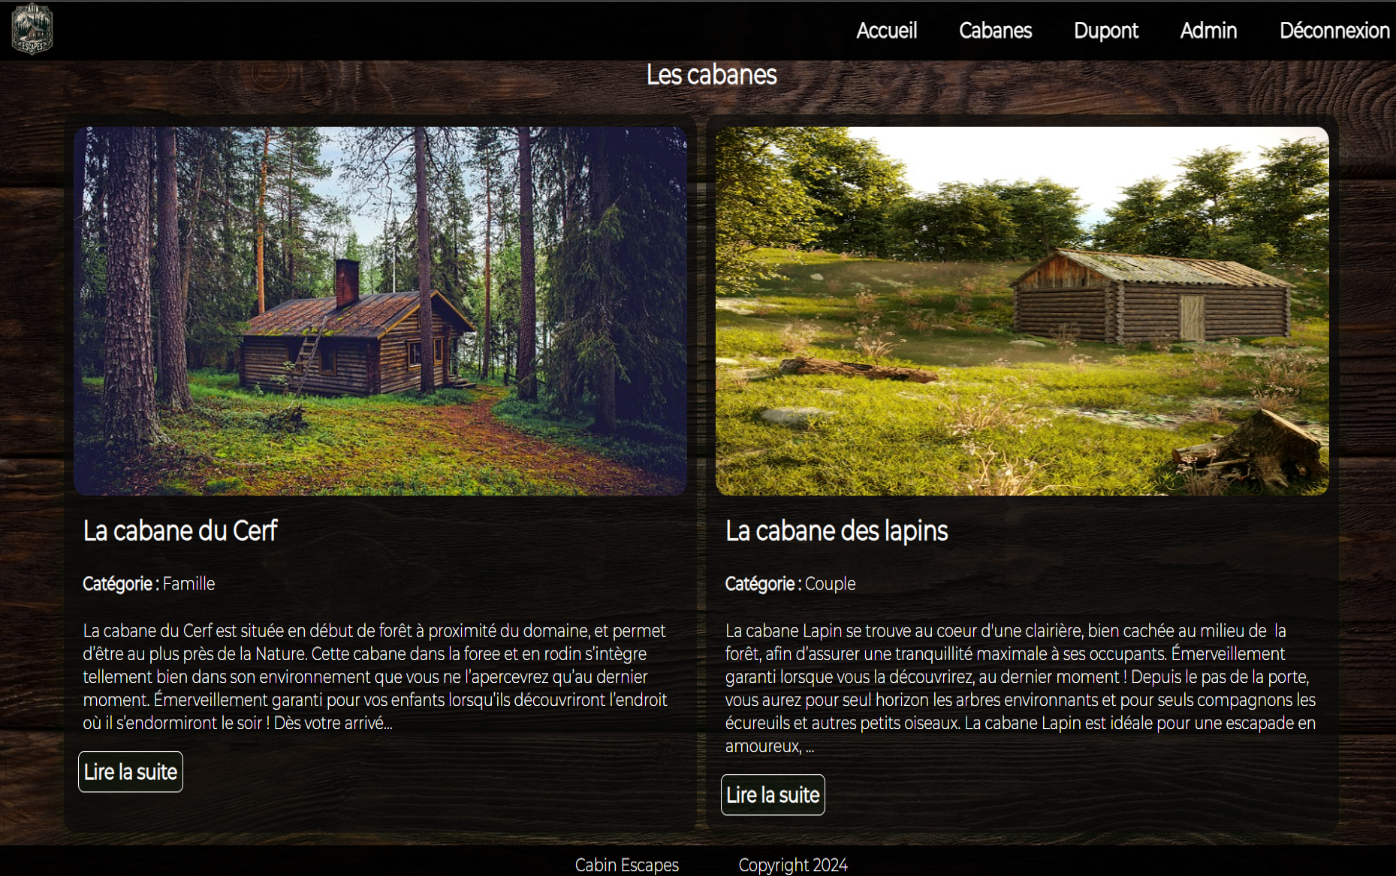 Accueil Cabanes Dupont Admin Déconnexion
Les cabanes
La cabane du Cerf
Catégorie : Famille
La cabane du Cerf est située en début de forêt à proximité du domaine, et permet
d'être au plus près de la Nature. Cette cabane dans la foree et en rodin s'intègre
tellement bien dans son environnement que vous ne l'apercevrez qu'au dernier
moment. Émerveillement garanti pour vos enfants lorsqu'ils découvriront l'endroit
où il s'endormiront le soir ! Dès votre arrivé...
Lire la suite
La cabane des lapins
Catégorie : Couple
La cabane Lapin se trouve au coeur d'une clairière, bien cachée au milieu de  la
forêt, afin d'assurer une tranquillité maximale à ses occupants. Émerveillement
garanti lorsque vous la découvrirez, au dernier moment ! Depuis le pas de la porte,
vous aurez pour seul horizon les arbres environnants et pour seuls compagnons les
écureuils et autres petits oiseaux. La cabane Lapin est idéale pour une escapade en
amoureux, ...
Lire la suite
Cabin Escapes Copyright 2024